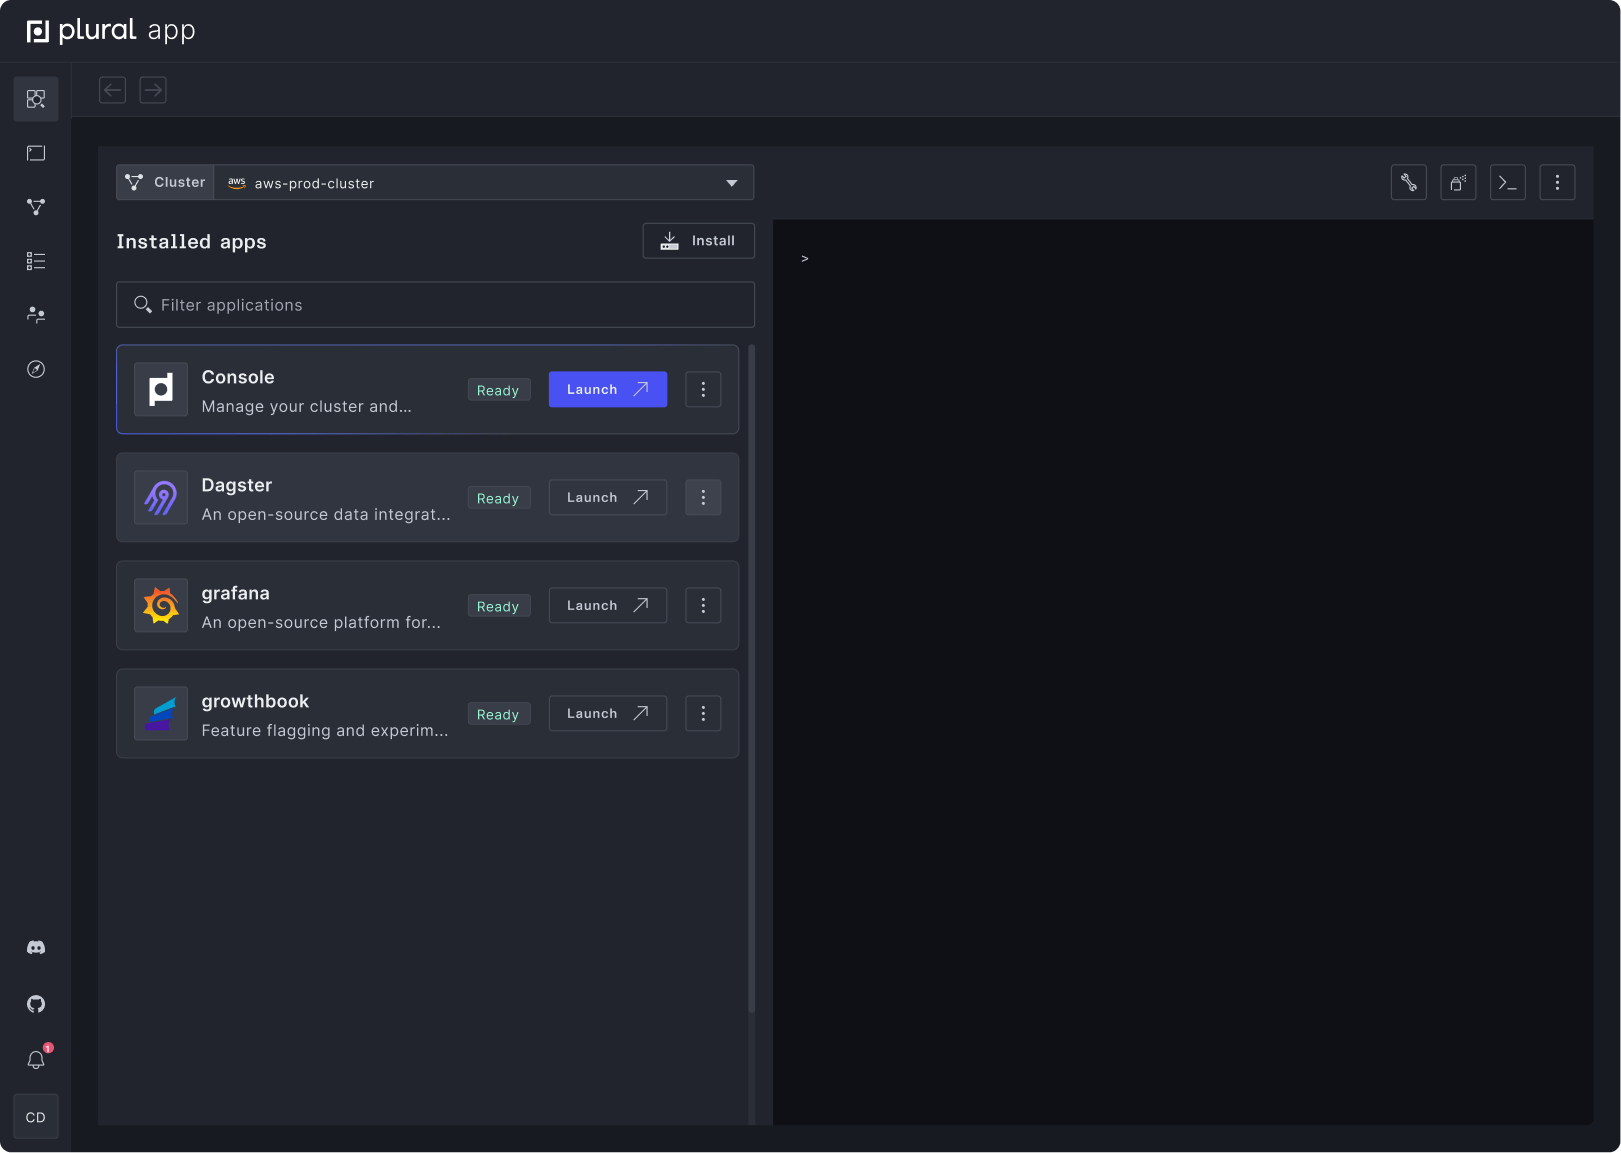 plural app
Cluster
aws
aws-prod-cluster
Installed apps
Install
>
Filter applications
Console
Manage your cluster and...
Ready
Launch
Dagster
An open-source data integrat...
Ready
Launch
grafana
An open-source platform for...
Ready
Launch
growthbook
Feature flagging and experim...
Ready
Launch
1
CD